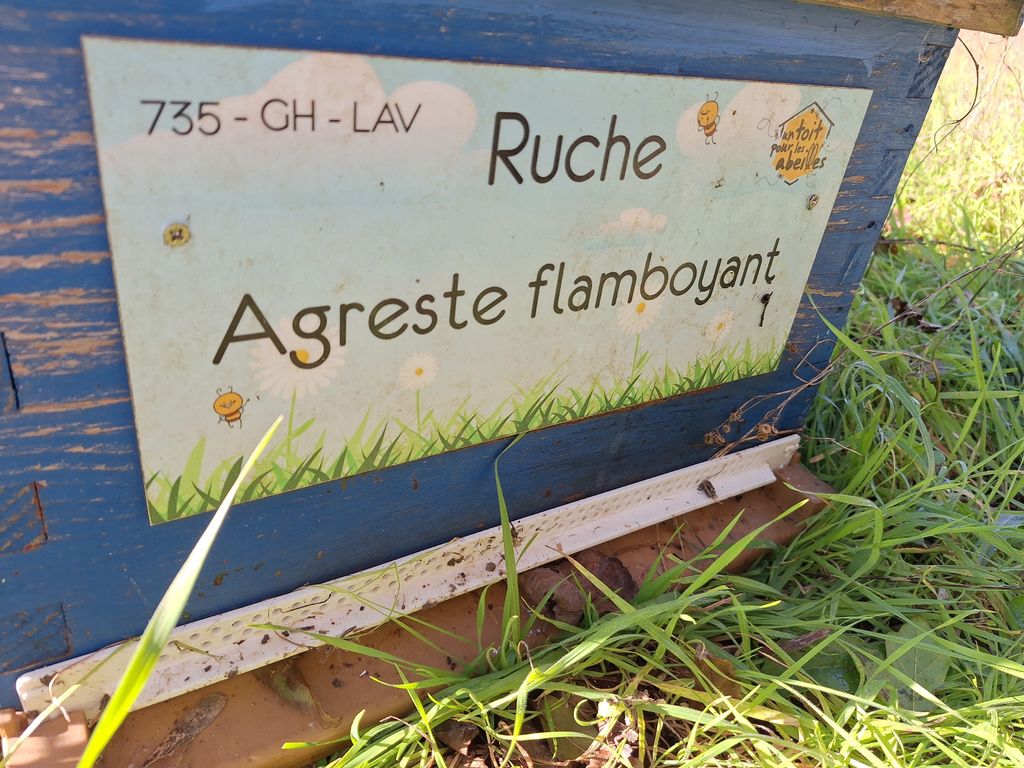 735 - GH - LAV
Ruche
Un toit
pour les
abeilles
Agreste flamboyant